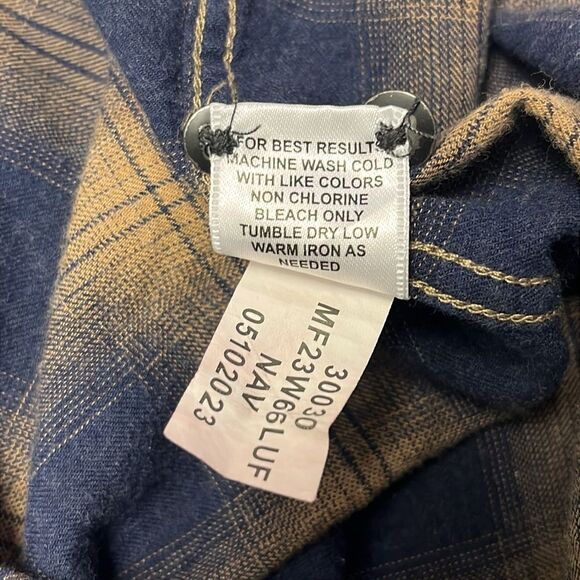 FOR BEST RESULTS
MACHINE WASH COLD
WITH LIKE COLORS
NON CHLORINE
BLEACH ONLY
TUMBLE DRY LOW
WARM IRON AS
NEEDED
30030
MF23W66LUF
NAV
05102023